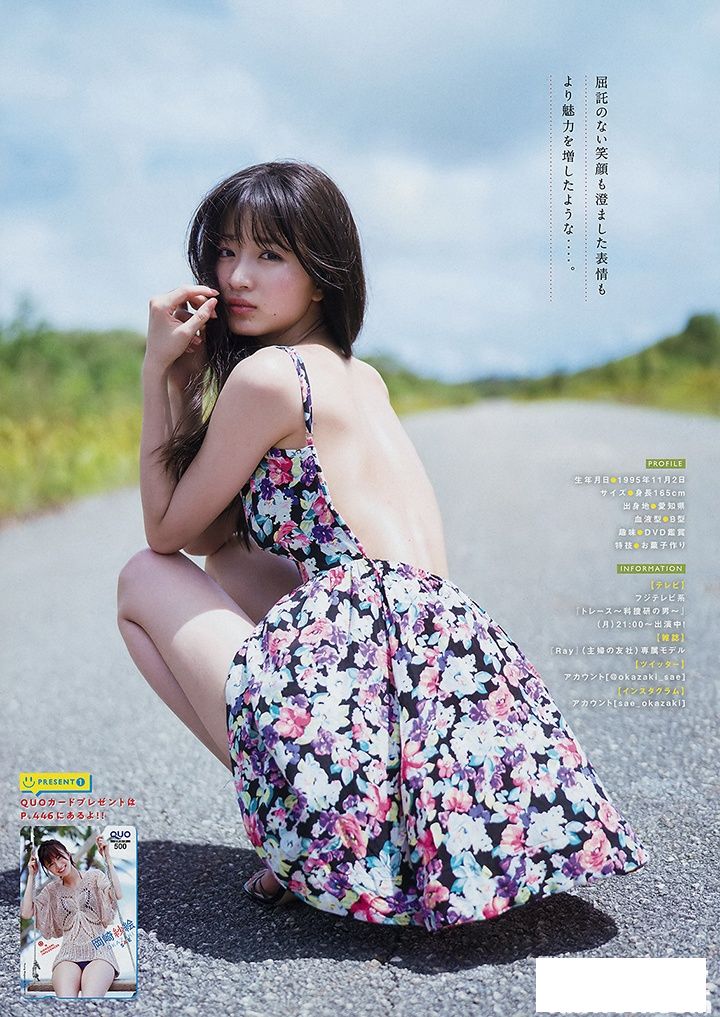 屈託のない笑顔も澄ました表情も
より魅力を増したような‥‥。
PROFILE
生年月日●1995年11月2日
サイズ●身長165cm
出身地●愛知県
血液型●B型
趣味●DVD鑑賞
特技●お菓子作り
INFORMATION
【テレビ】
フジテレビ系
『トレース〜科捜研の男〜』
(月)21:00〜出演中!
【雑誌】
『Ray』(主婦の友社)専属モデル
【ツイッター】
アカウント[@okazaki_sae]
【インスタグラム】
アカウント[sae_okazaki]
PRESENT 1
QUOカードプレゼントは
P.446にあるよ!!
QUO
500
岡崎紗絵